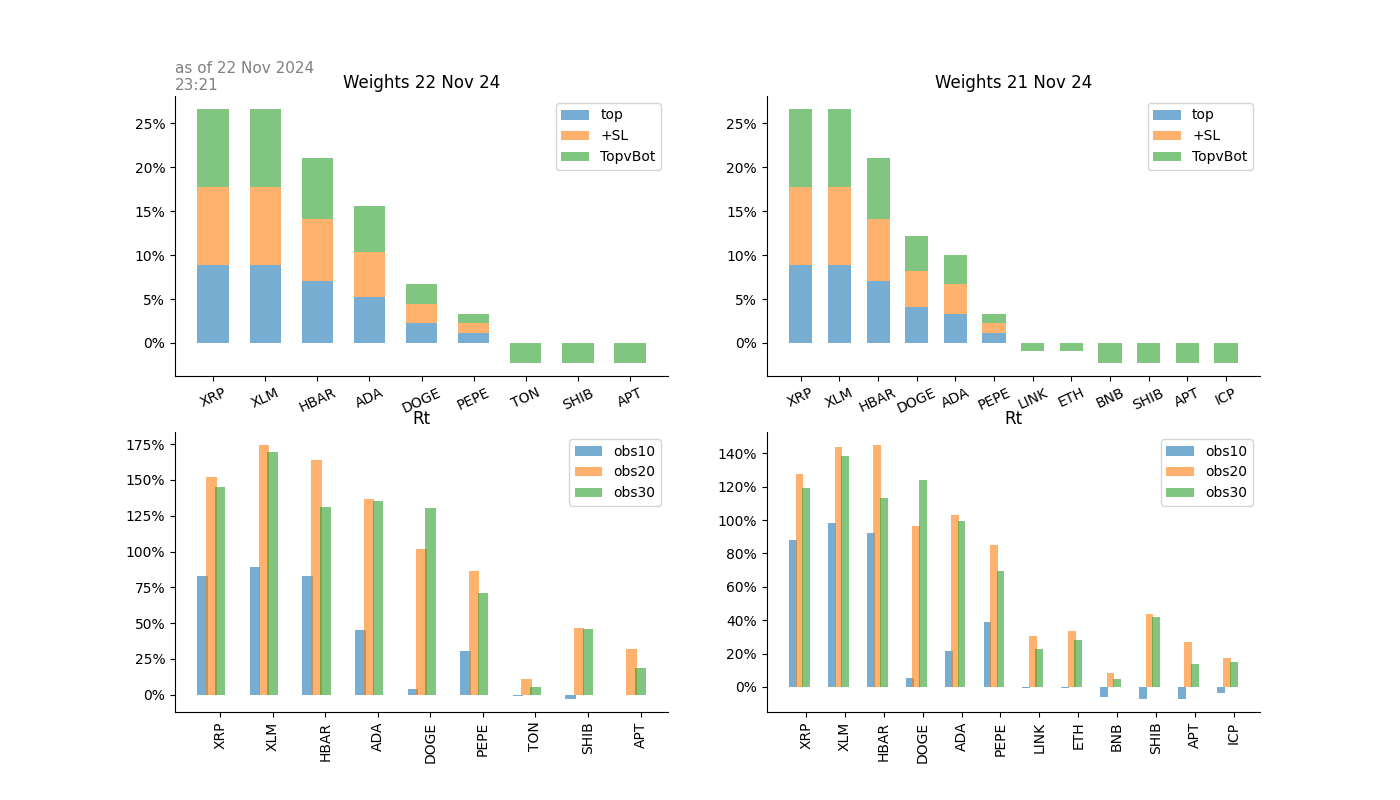 as of 22 Nov 2024
23:21
Weights 22 Nov 24
25%
20%
15%
10%
5%
0%
top
+SL
TopvBot
XRP XLM HBAR ADA DOGE PEPE TON SHIB APT
Weights 21 Nov 24
25%
20%
15%
10%
5%
0%
top
+SL
TopvBot
XRP XLM HBAR DOGE ADA PEPE LINK ETH BNB SHIB APT ICP
Rt
175%
150%
125%
100%
75%
50%
25%
0%
obs10
obs20
obs30
XRP XLM HBAR ADA DOGE PEPE TON SHIB APT
Rt
140%
120%
100%
80%
60%
40%
20%
0%
obs10
obs20
obs30
XRP XLM HBAR DOGE ADA PEPE LINK ETH BNB SHIB APT ICP